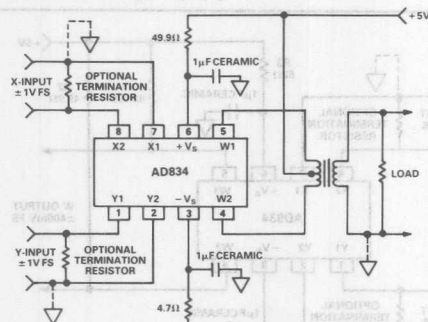 +5V
49.9Ω
1μF CERAMIC
X-INPUT
±1V FS
OPTIONAL
TERMINATION
RESISTOR
8 7 6 5
X2 X1 +VS W1
AD834
Y1 Y2 -VS W2
1 2 3 4
LOAD
Y-INPUT
±1V FS
OPTIONAL
TERMINATION
RESISTOR
1μF CERAMIC
4.7Ω